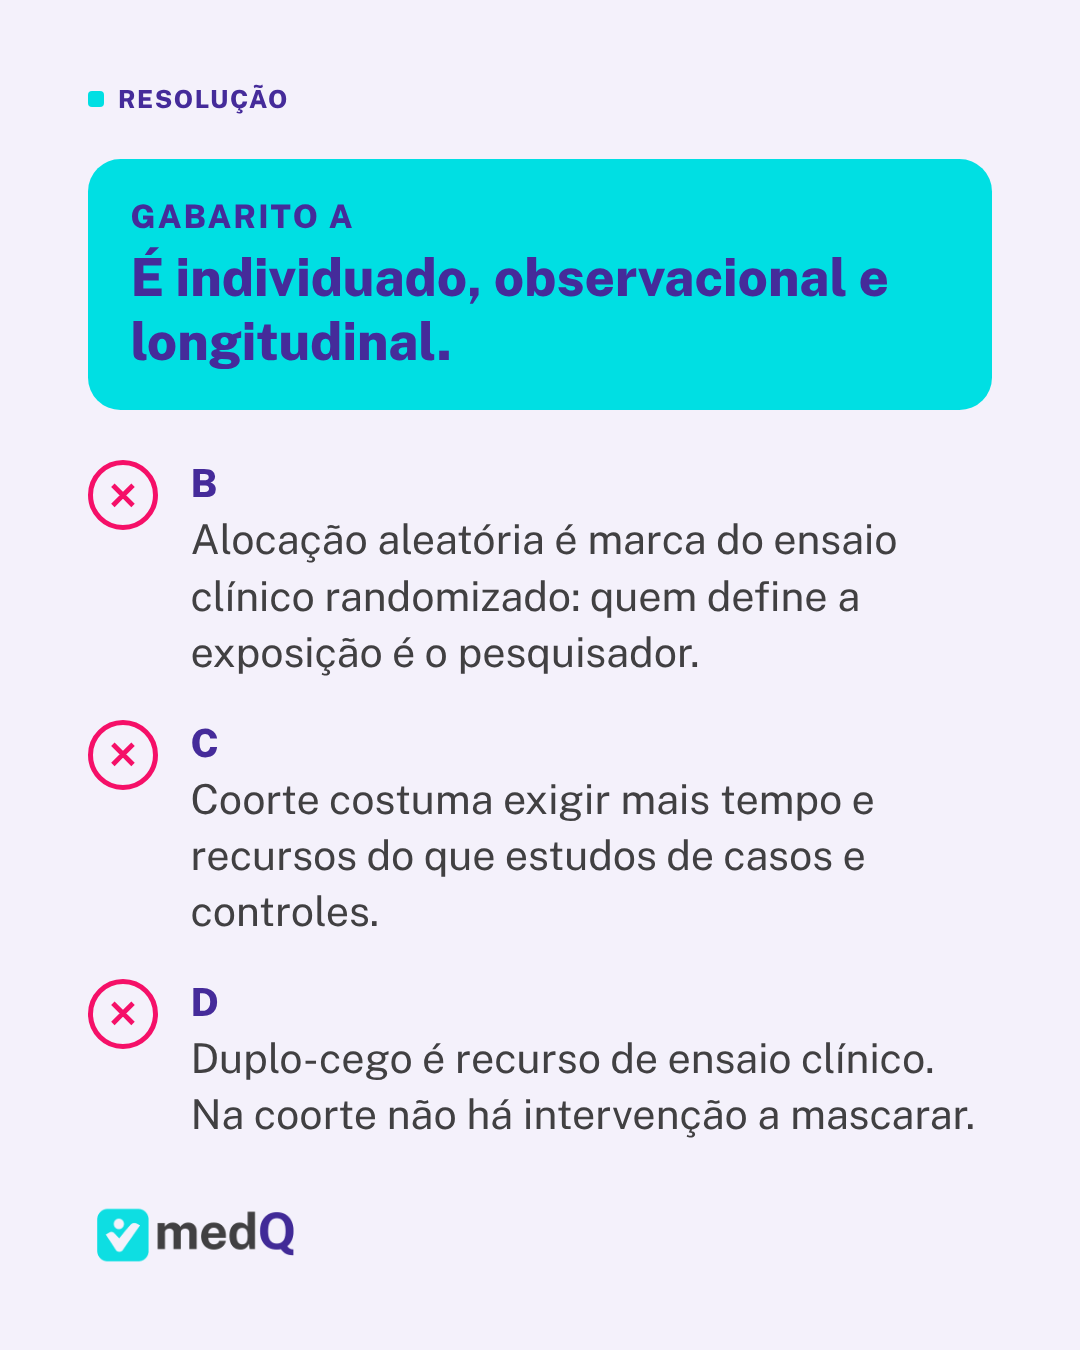 RESOLUÇÃO
GABARITO A
É individuado, observacional e
longitudinal.
B
Alocação aleatória é marca do ensaio
clínico randomizado: quem define a
exposição é o pesquisador.
C
Coorte costuma exigir mais tempo e
recursos do que estudos de casos e
controles.
D
Duplo-cego é recurso de ensaio clínico.
Na coorte não há intervenção a mascarar.
medQ